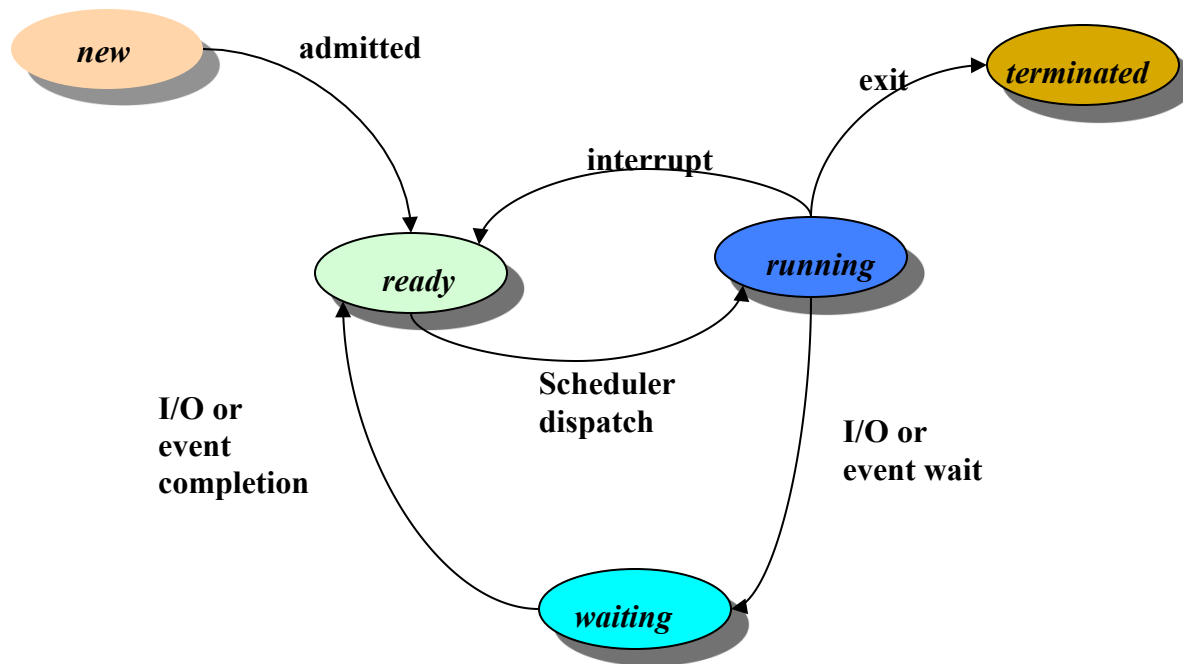 new
admitted
terminated
exit
interrupt
ready
running
Scheduler
dispatch
I/O or
event
completion
I/O or
event wait
waiting